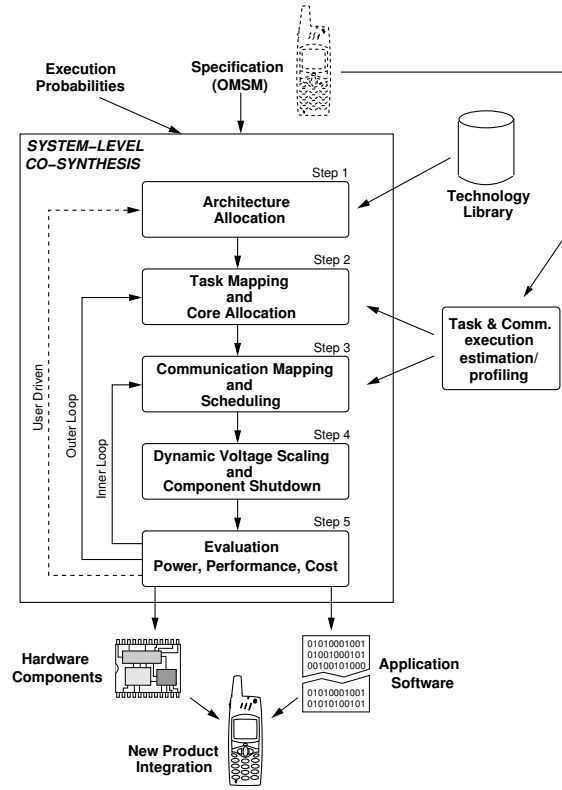 Execution
Probabilities
Specification
(OMSM)
SYSTEM–LEVEL
CO–SYNTHESIS
Step 1
Architecture
Allocation
Technology
Library
Step 2
Task Mapping
and
Core Allocation
Task & Comm.
execution
estimation/
profiling
Step 3
Communication Mapping
and
Scheduling
User Driven
Outer Loop
Inner Loop
Step 4
Dynamic Voltage Scaling
and
Component Shutdown
Step 5
Evaluation
Power, Performance, Cost
Hardware
Components
01010001001
01001000101
00100101000
01010001001
01010100101
Application
Software
New Product
Integration